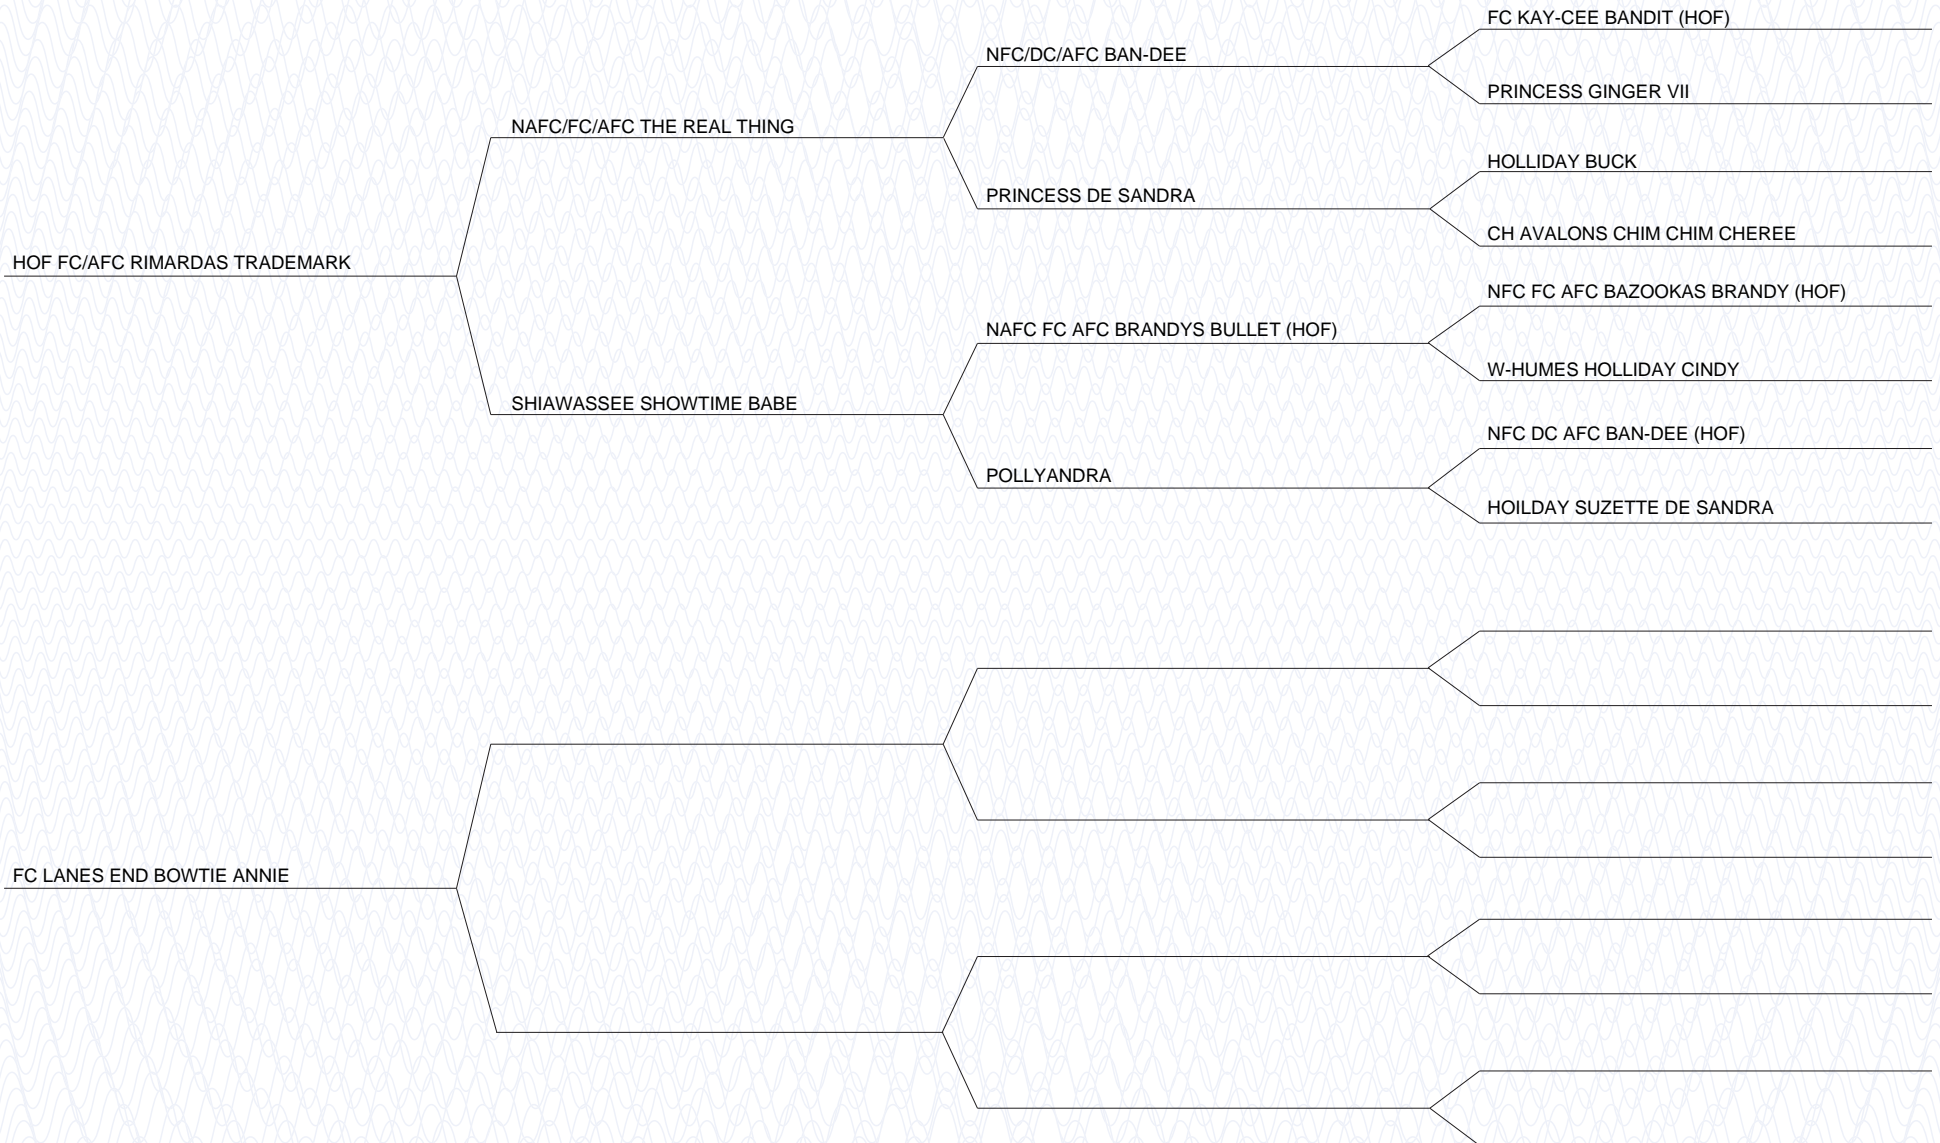 FC KAY-CEE BANDIT (HOF)
NFC/DC/AFC BAN-DEE
PRINCESS GINGER VII
NAFC/FC/AFC THE REAL THING
HOLLIDAY BUCK
PRINCESS DE SANDRA
CH AVALONS CHIM CHIM CHEREE
HOF FC/AFC RIMARDAS TRADEMARK
NFC FC AFC BAZOOKAS BRANDY (HOF)
NAFC FC AFC BRANDYS BULLET (HOF)
W-HUMES HOLLIDAY CINDY
SHIAWASSEE SHOWTIME BABE
NFC DC AFC BAN-DEE (HOF)
POLLYANDRA
HOILDAY SUZETTE DE SANDRA
FC LANES END BOWTIE ANNIE